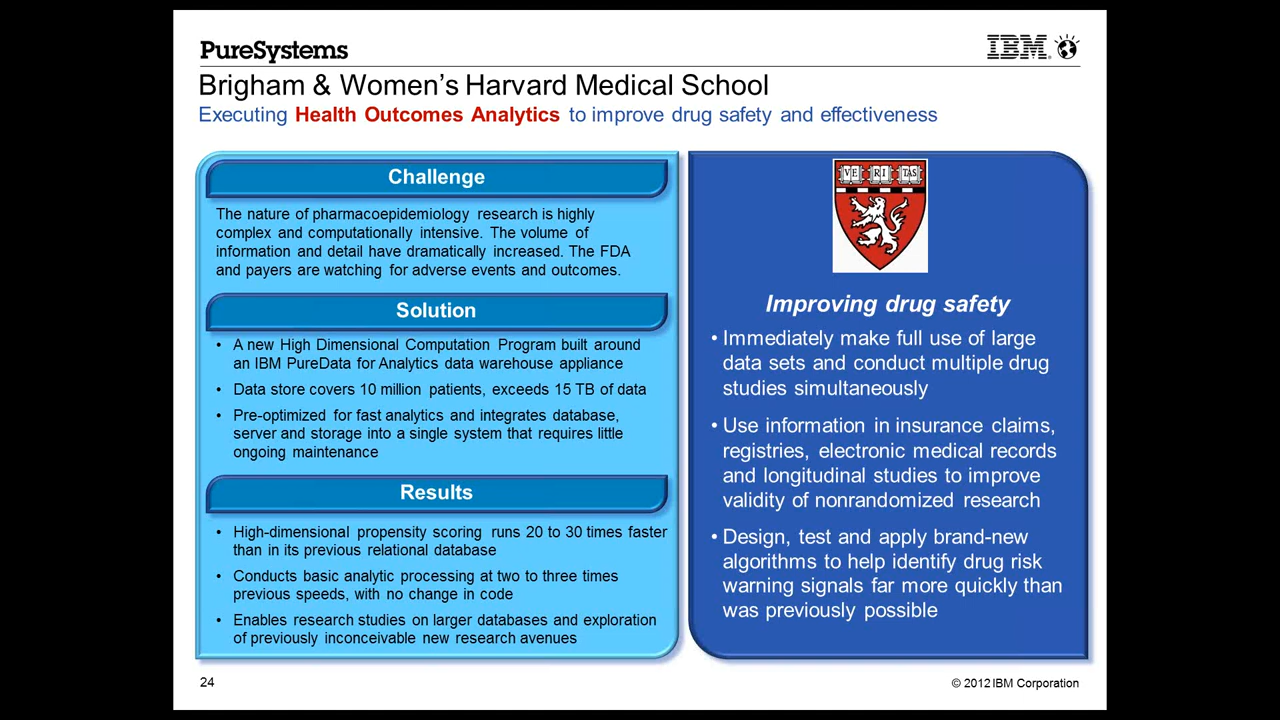 PureSystems
IBM
Brigham & Women's Harvard Medical School
Executing Health Outcomes Analytics to improve drug safety and effectiveness
Challenge
The nature of pharmacoepidemiology research is highly
complex and computationally intensive. The volume of
information and detail have dramatically increased. The FDA
and payers are watching for adverse events and outcomes.
Solution
• A new High Dimensional Computation Program built around
an IBM PureData for Analytics data warehouse appliance
• Data store covers 10 million patients, exceeds 15 TB of data
• Pre-optimized for fast analytics and integrates database,
server and storage into a single system that requires little
ongoing maintenance
Results
• High-dimensional propensity scoring runs 20 to 30 times faster
than in its previous relational database
• Conducts basic analytic processing at two to three times
previous speeds, with no change in code
• Enables research studies on larger databases and exploration
of previously inconceivable new research avenues
VE RI TAS
Improving drug safety
• Immediately make full use of large
data sets and conduct multiple drug
studies simultaneously
• Use information in insurance claims,
registries, electronic medical records
and longitudinal studies to improve
validity of nonrandomized research
• Design, test and apply brand-new
algorithms to help identify drug risk
warning signals far more quickly than
was previously possible
24
© 2012 IBM Corporation